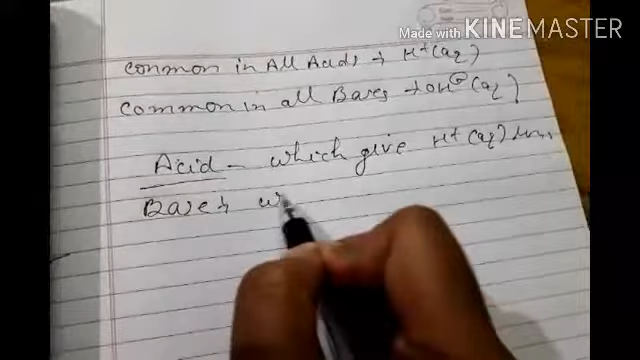 Made with KINEMASTER
Common in All Acids → H+(aq)
Common in all Bases → OH⊖(aq)
Acid - which give H+(aq) ions
Bases → w